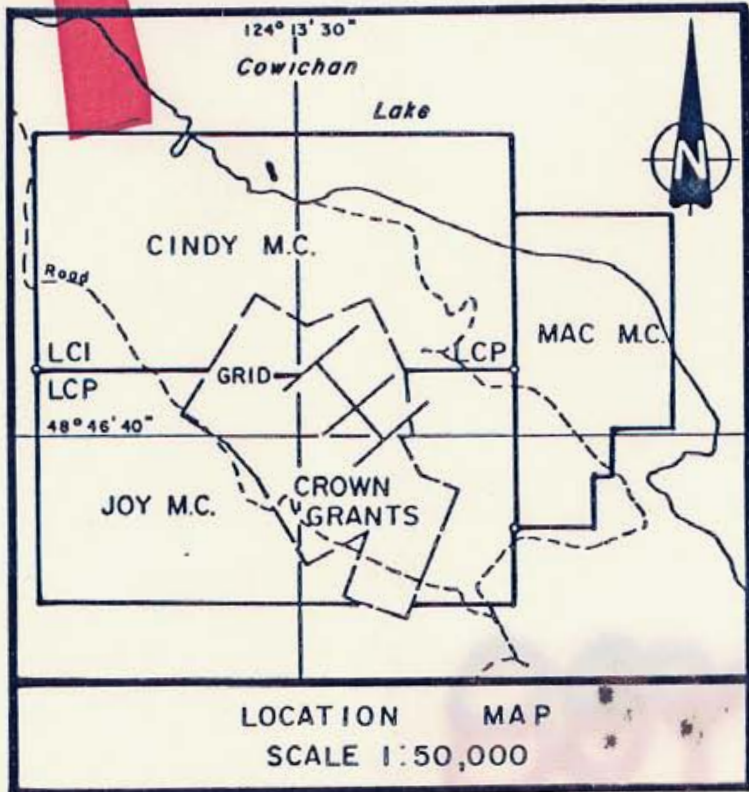 124° 13' 30"
Cowichan
Lake
N
CINDY M.C.
Road
MAC M.C.
LCI
LCP
GRID
LCP
48° 46' 40"
CROWN
GRANTS
JOY M.C.
LOCATION MAP
SCALE 1:50,000